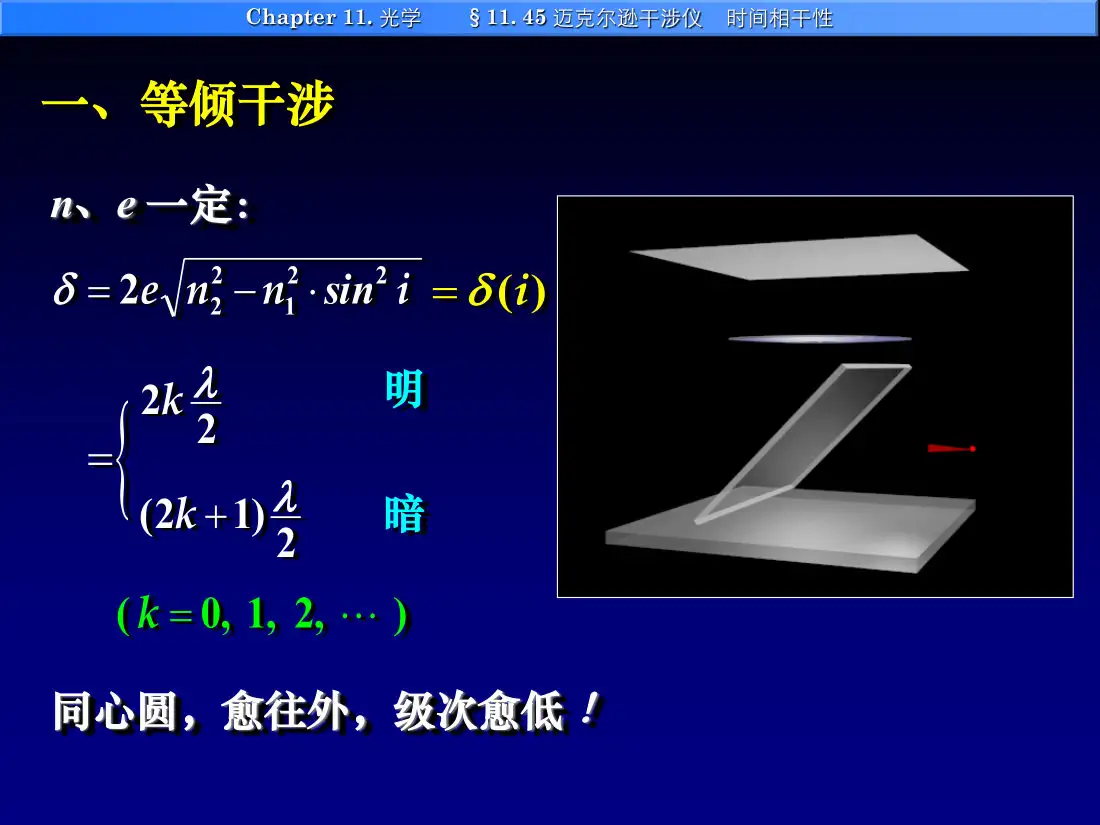 Chapter 11. 光学 § 11. 45 迈克尔逊干涉仪 时间相干性
一、等倾干涉
n、e 一定：
δ = 2e√(n₂² − n₁² · sin² i) = δ(i)
= { 2k λ/2 明
(2k + 1) λ/2 暗
( k = 0, 1, 2, ⋯ )
同心圆，愈往外，级次愈低！